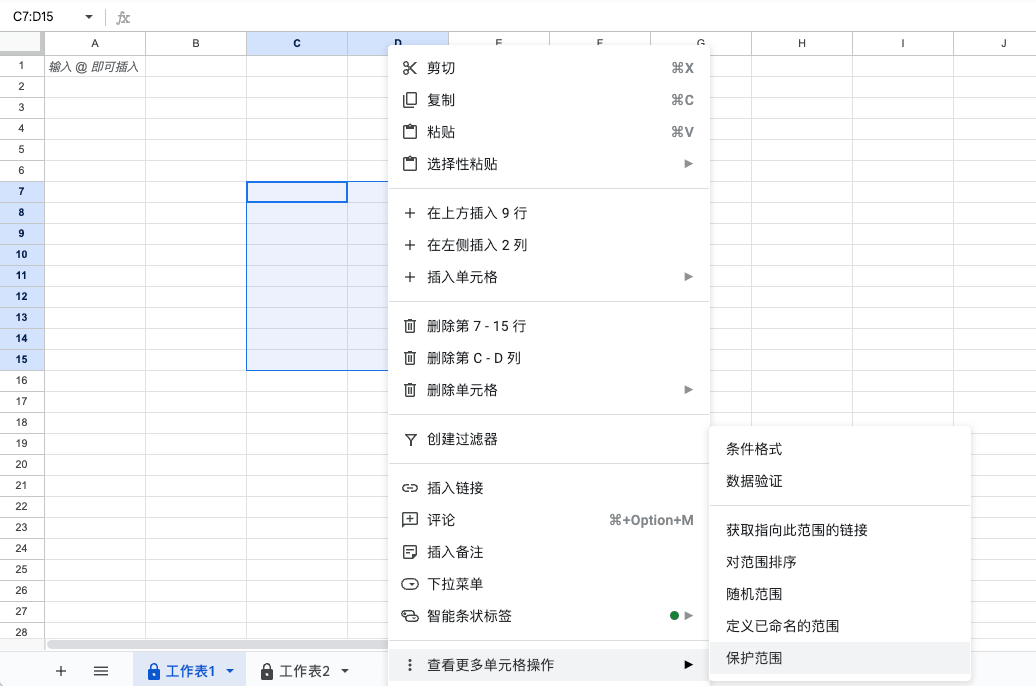 C7:D15
fx
A B C D E F G H I J
1 输入 @ 即可插入
2
3
4
5
6
7
8
9
10
11
12
13
14
15
16
17
18
19
20
21
22
23
24
25
26
27
28
剪切 ⌘X
复制 ⌘C
粘贴 ⌘V
选择性粘贴
在上方插入 9 行
在左侧插入 2 列
插入单元格
删除第 7 - 15 行
删除第 C - D 列
删除单元格
创建过滤器
插入链接
评论 ⌘+Option+M
插入备注
下拉菜单
智能条状标签
查看更多单元格操作
条件格式
数据验证
获取指向此范围的链接
对范围排序
随机范围
定义已命名的范围
保护范围
工作表1 工作表2